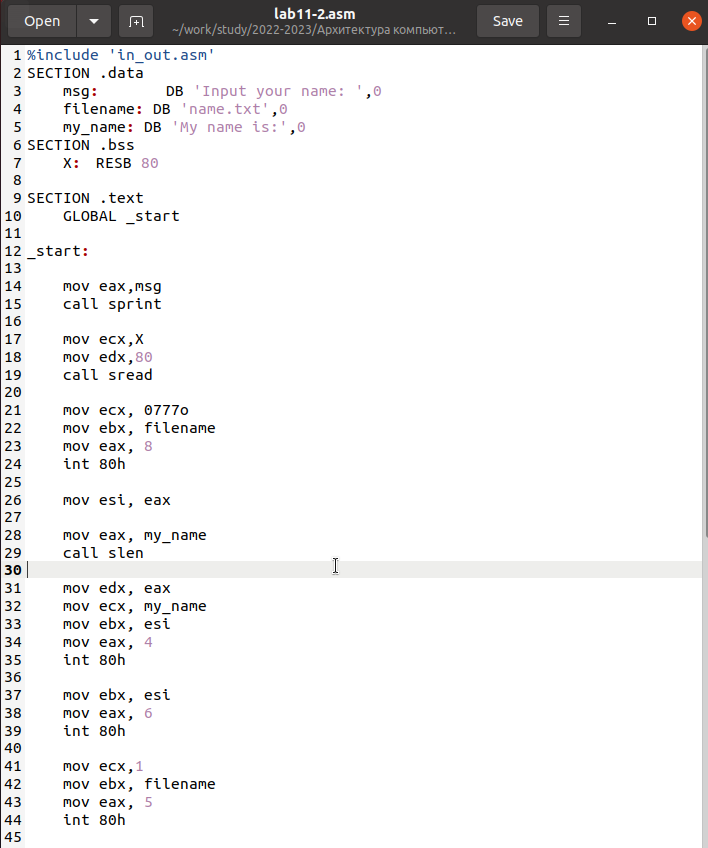 Open
lab11-2.asm
~/work/study/2022-2023/Архитектура компьют…
Save
1 %include 'in_out.asm'
2 SECTION .data
3     msg:        DB 'Input your name: ',0
4     filename: DB 'name.txt',0
5     my_name: DB 'My name is:',0
6 SECTION .bss
7     X:  RESB 80
8
9 SECTION .text
10     GLOBAL _start
11
12 _start:
13
14     mov eax,msg
15     call sprint
16
17     mov ecx,X
18     mov edx,80
19     call sread
20
21     mov ecx, 0777o
22     mov ebx, filename
23     mov eax, 8
24     int 80h
25
26     mov esi, eax
27
28     mov eax, my_name
29     call slen
30
31     mov edx, eax
32     mov ecx, my_name
33     mov ebx, esi
34     mov eax, 4
35     int 80h
36
37     mov ebx, esi
38     mov eax, 6
39     int 80h
40
41     mov ecx,1
42     mov ebx, filename
43     mov eax, 5
44     int 80h
45